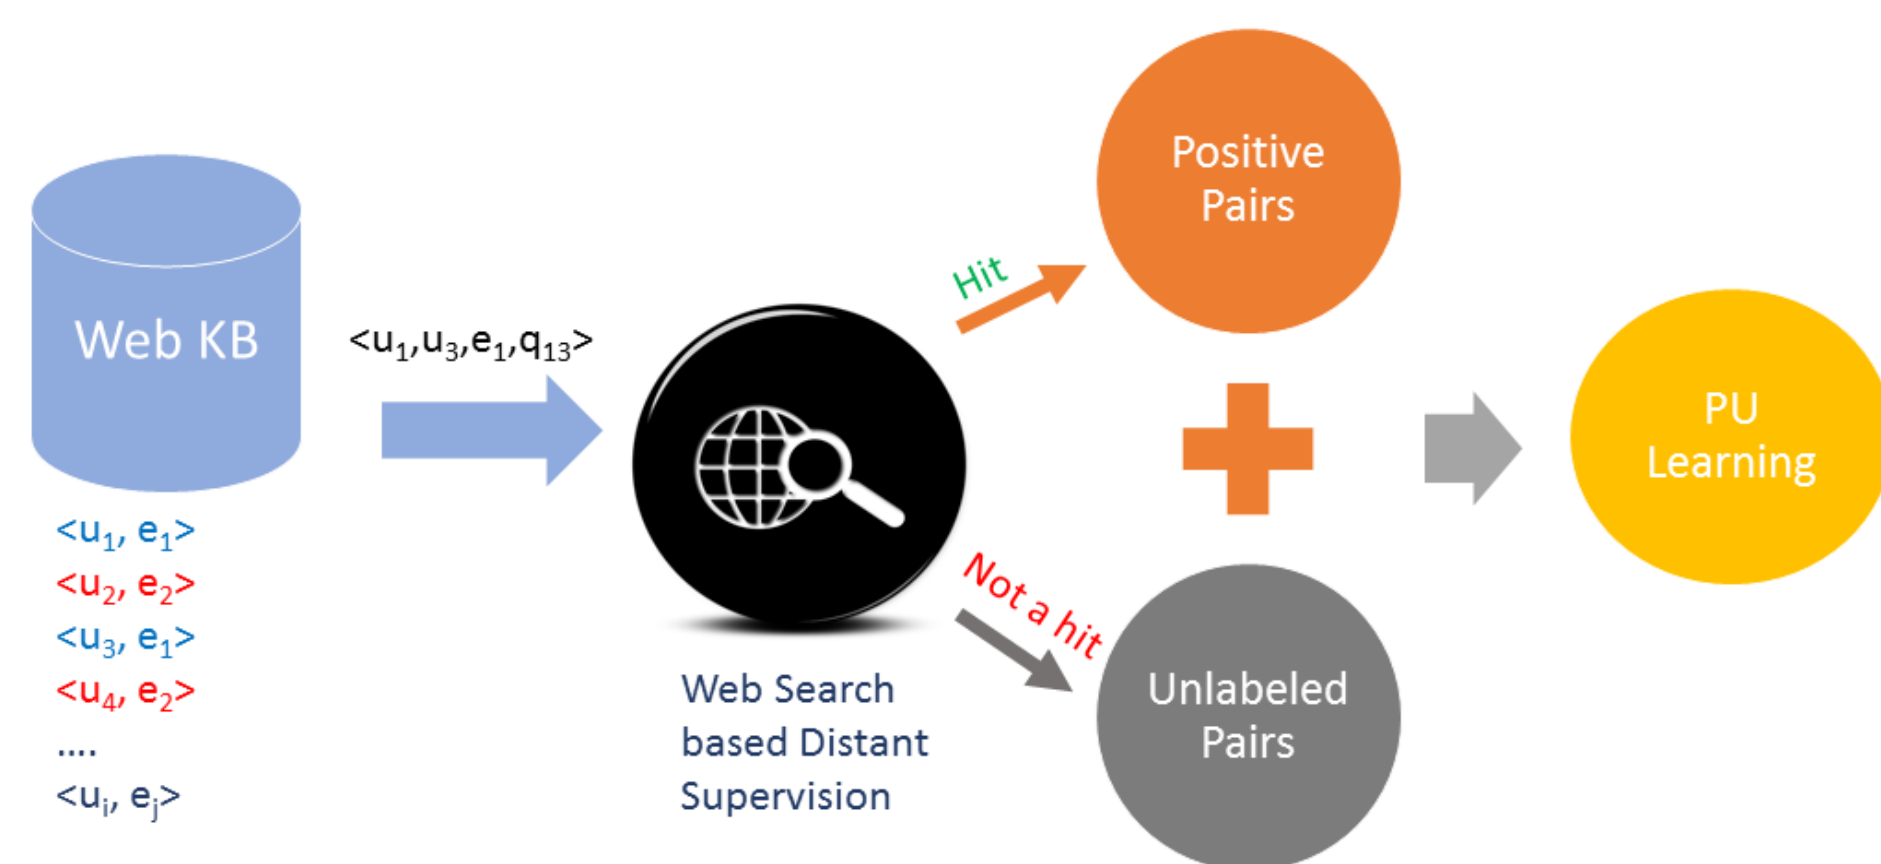 Web KB
<u₁, e₁>
<u₂, e₂>
<u₃, e₁>
<u₄, e₂>
....
<uᵢ, eⱼ>
<u₁,u₃,e₁,q₁₃>
Web Search
based Distant
Supervision
Hit
Not a hit
Positive
Pairs
Unlabeled
Pairs
PU
Learning